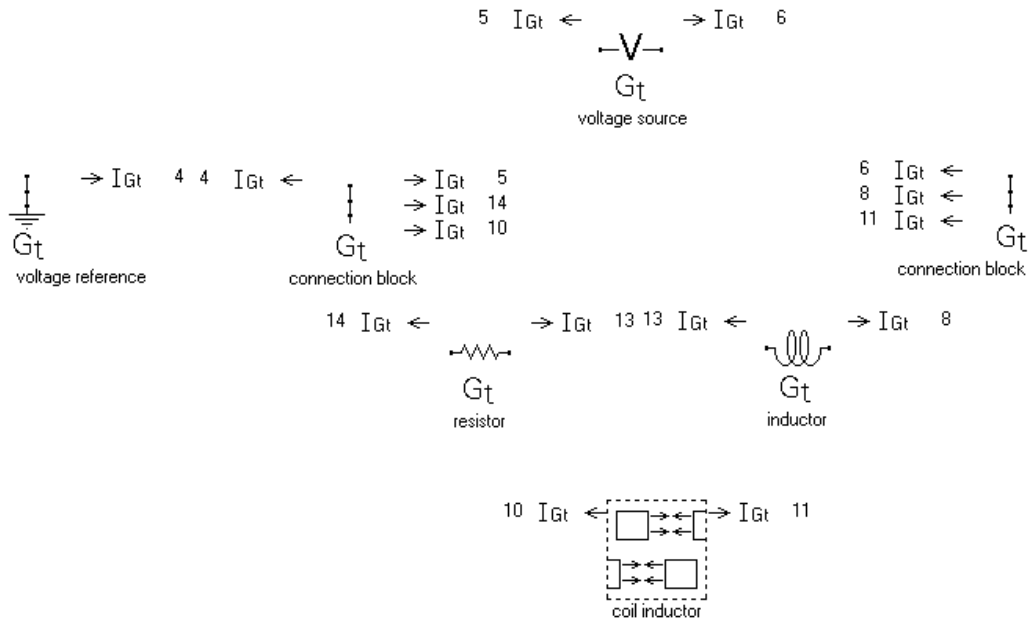 5 IGt IGt 6
V
Gt
voltage source
IGt 4 4 IGt IGt 5
IGt 14
IGt 10
6 IGt
8 IGt
11 IGt
Gt
voltage reference
Gt
connection block
Gt
connection block
14 IGt IGt 13 13 IGt IGt 8
Gt
resistor
Gt
inductor
10 IGt IGt 11
coil inductor